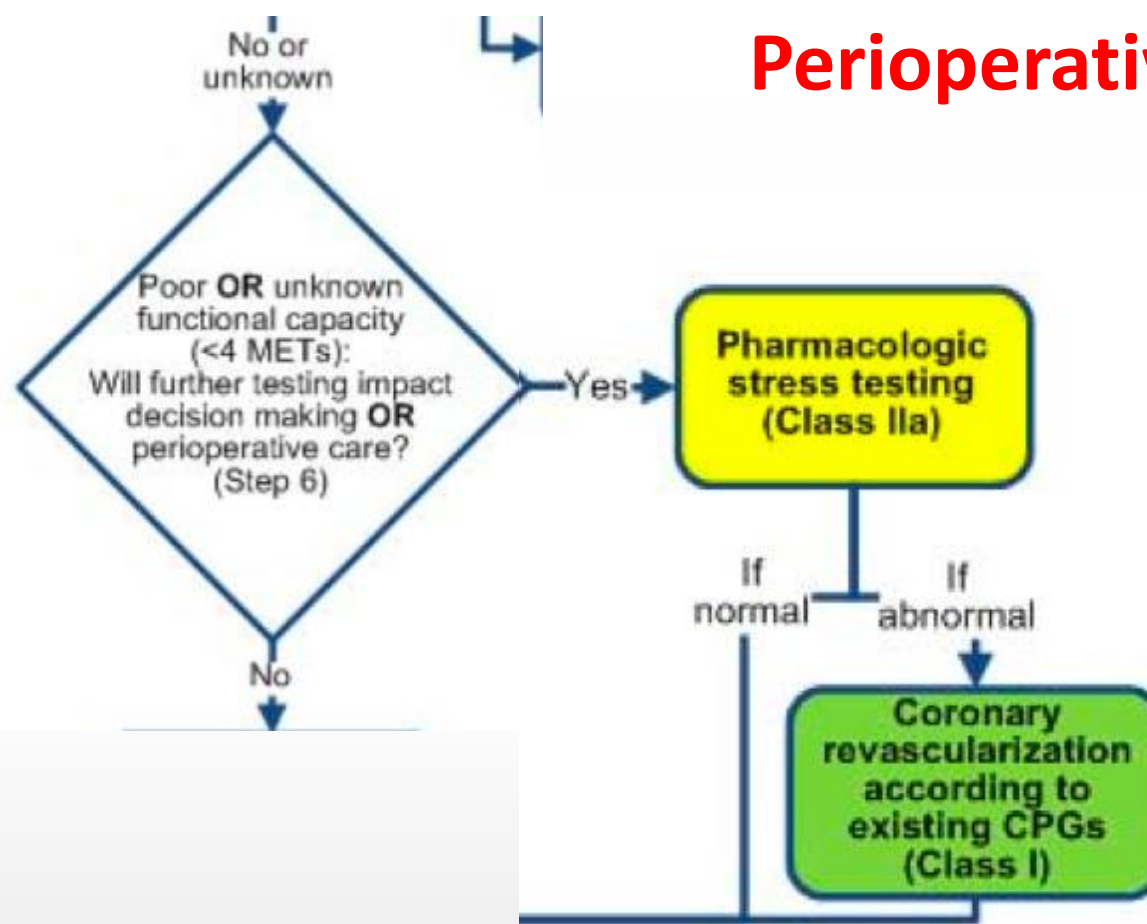 Perioperativ
No or
unknown
Poor OR unknown
functional capacity
(<4 METs):
Will further testing impact
decision making OR
perioperative care?
(Step 6)
Yes
Pharmacologic
stress testing
(Class IIa)
If
normal
If
abnormal
No
Coronary
revascularization
according to
existing CPGs
(Class I)